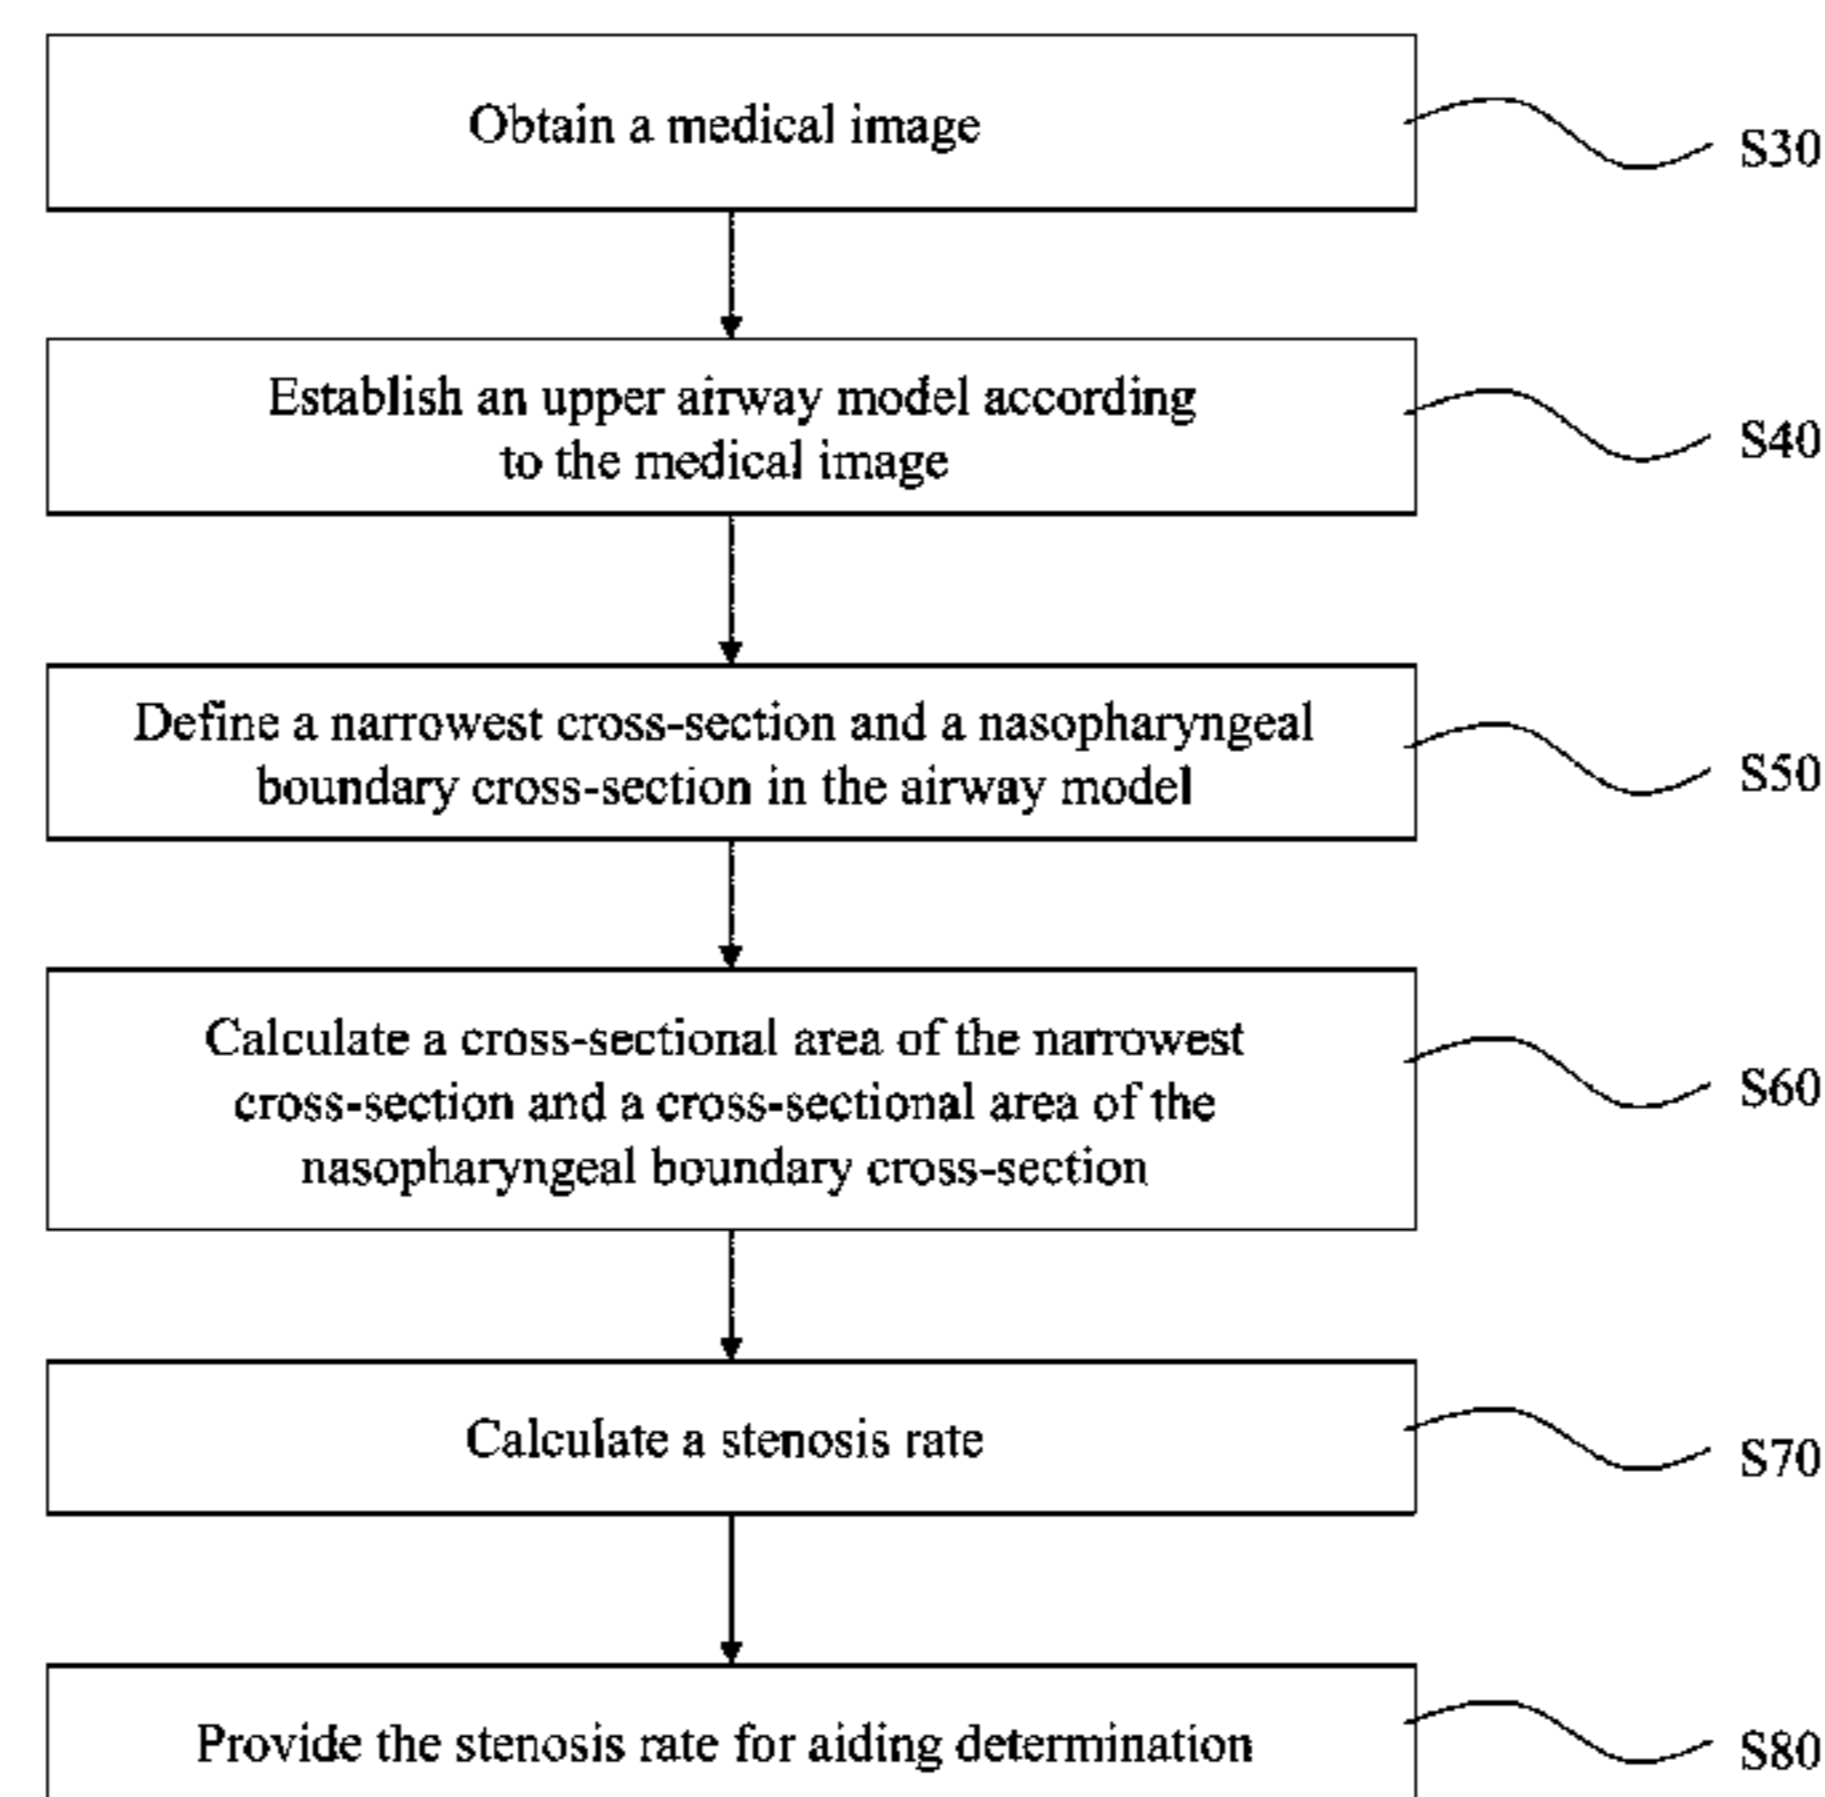 Obtain a medical image
S30
Establish an upper airway model according
to the medical image
S40
Define a narrowest cross-section and a nasopharyngeal
boundary cross-section in the airway model
S50
Calculate a cross-sectional area of the narrowest
cross-section and a cross-sectional area of the
nasopharyngeal boundary cross-section
S60
Calculate a stenosis rate
S70
Provide the stenosis rate for aiding determination
S80